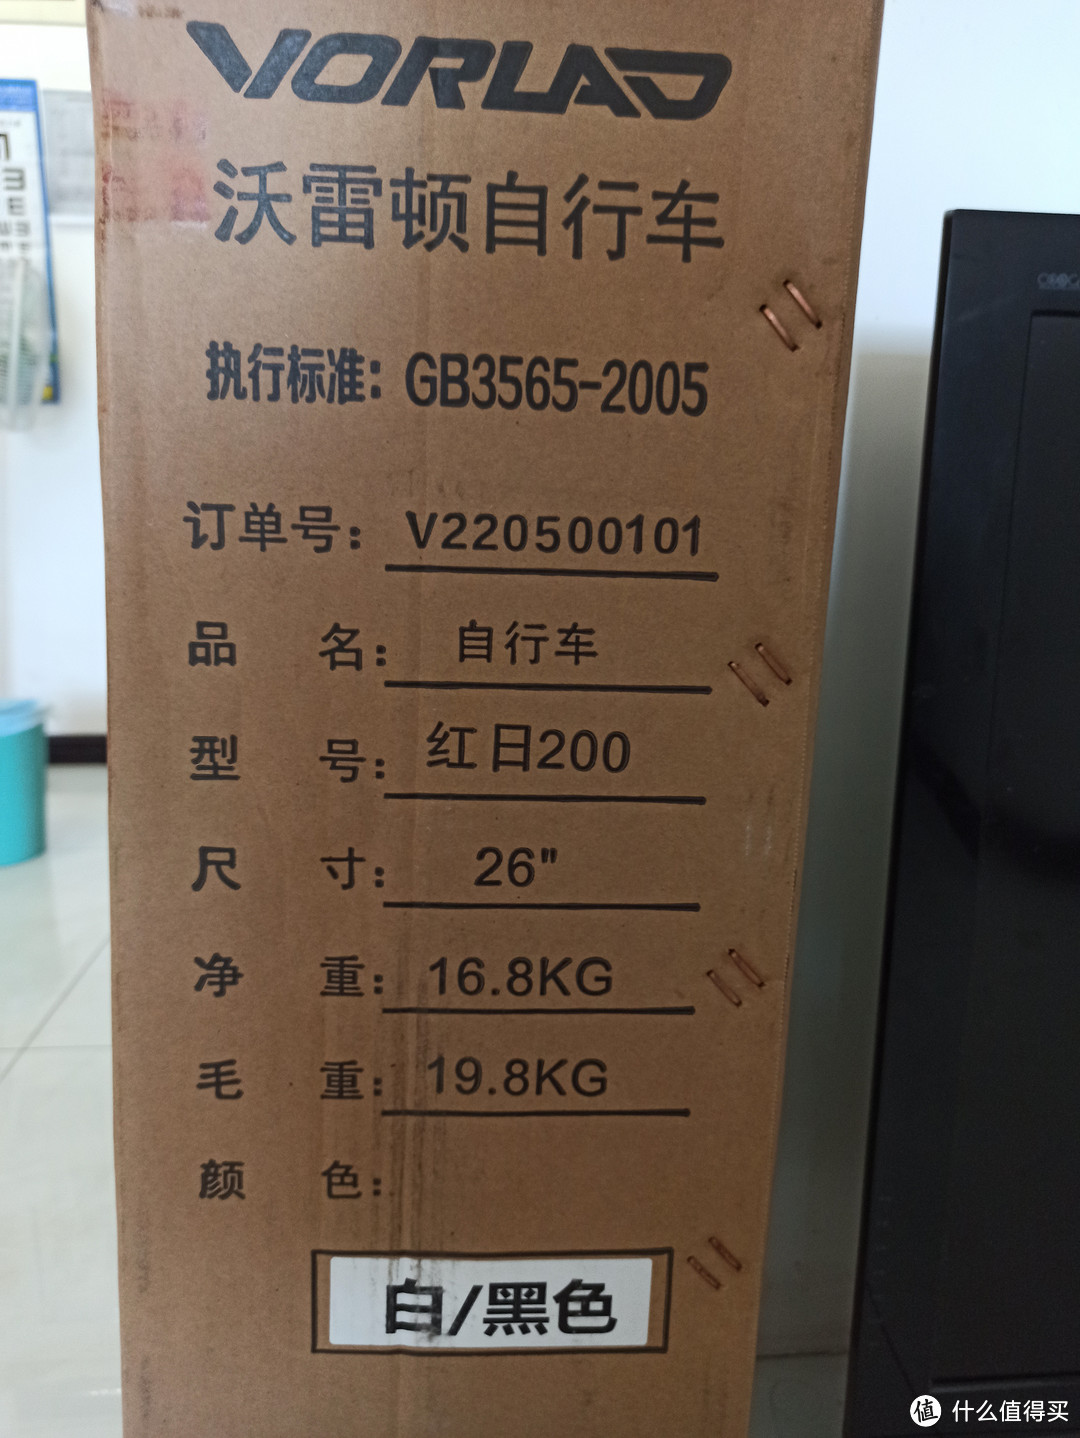 VORLAD
沃雷顿自行车
执行标准：GB3565-2005
订单号：V220500101
品 名：自行车
型 号：红日200
尺 寸：26"
净 重：16.8KG
毛 重：19.8KG
颜 色：
白/黑色
值 什么值得买